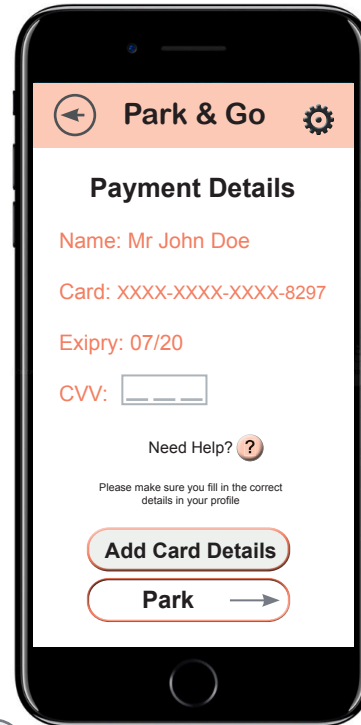 Park & Go
Payment Details
Name: Mr John Doe
Card: XXXX-XXXX-XXXX-8297
Exipry: 07/20
CVV: _ _ _
Need Help? ?
Please make sure you fill in the correct
details in your profile
Add Card Details
Park